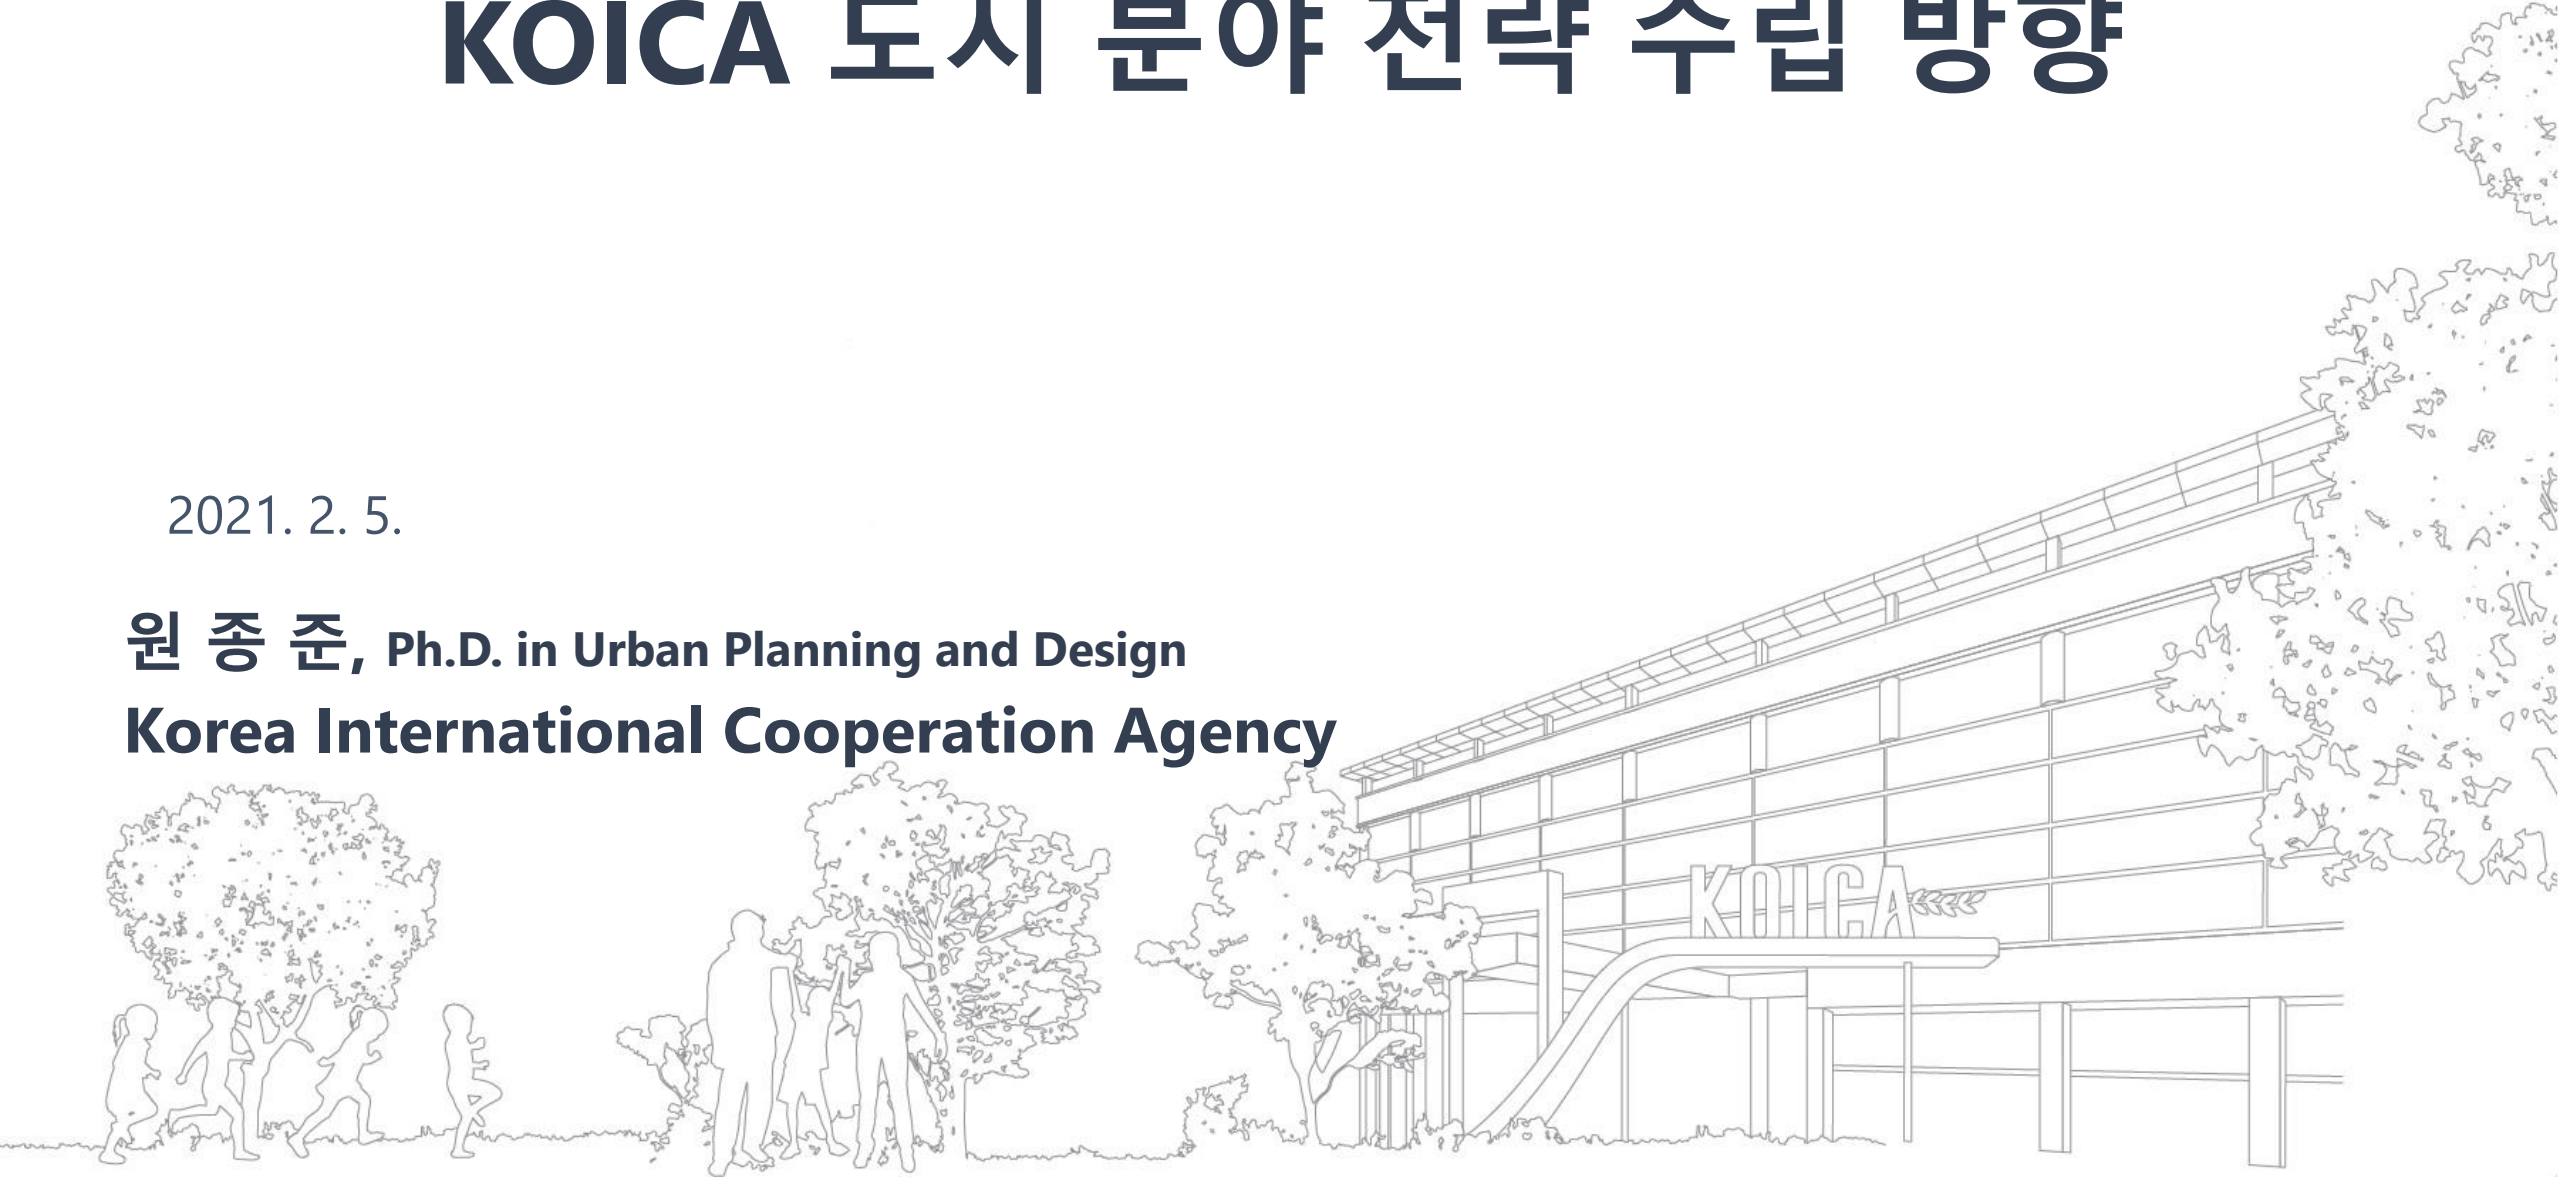 KOICA 도시 분야 전략 수립 방향
2021. 2. 5.
원 종 준, Ph.D. in Urban Planning and Design
Korea International Cooperation Agency
KOICA